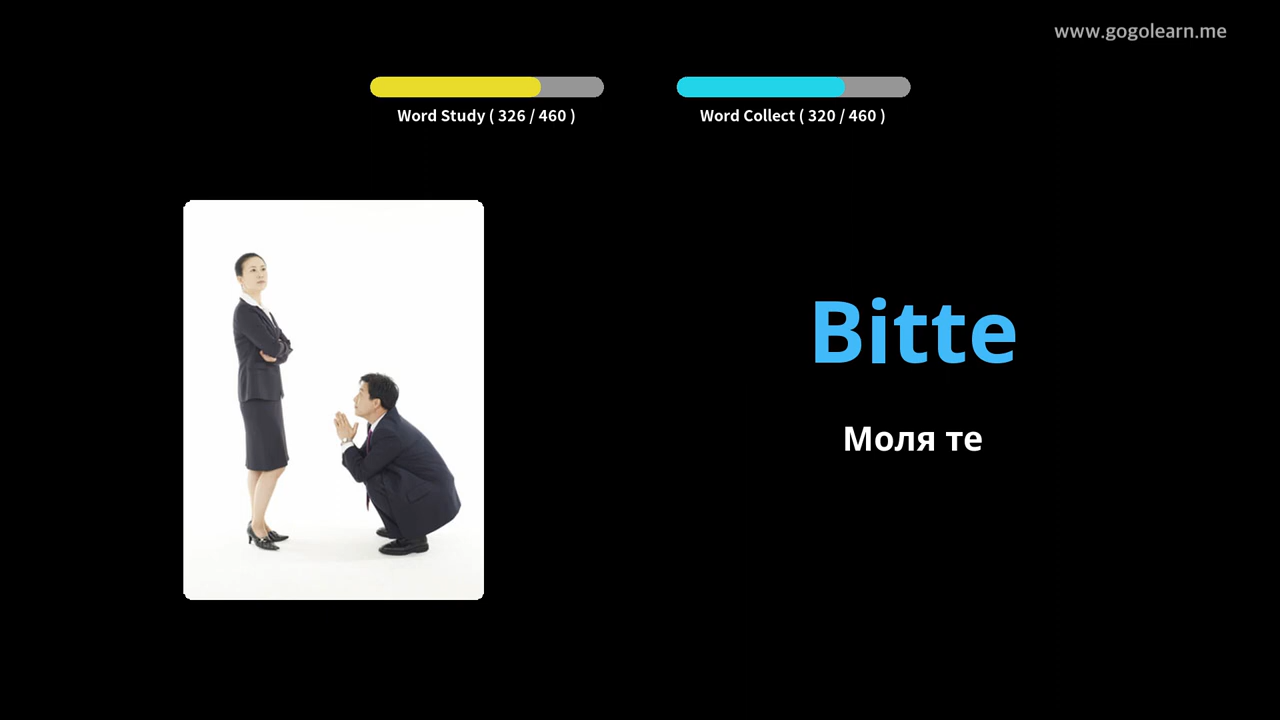 www.gogolearn.me
Word Study ( 326 / 460 )
Word Collect ( 320 / 460 )
Bitte
Моля те